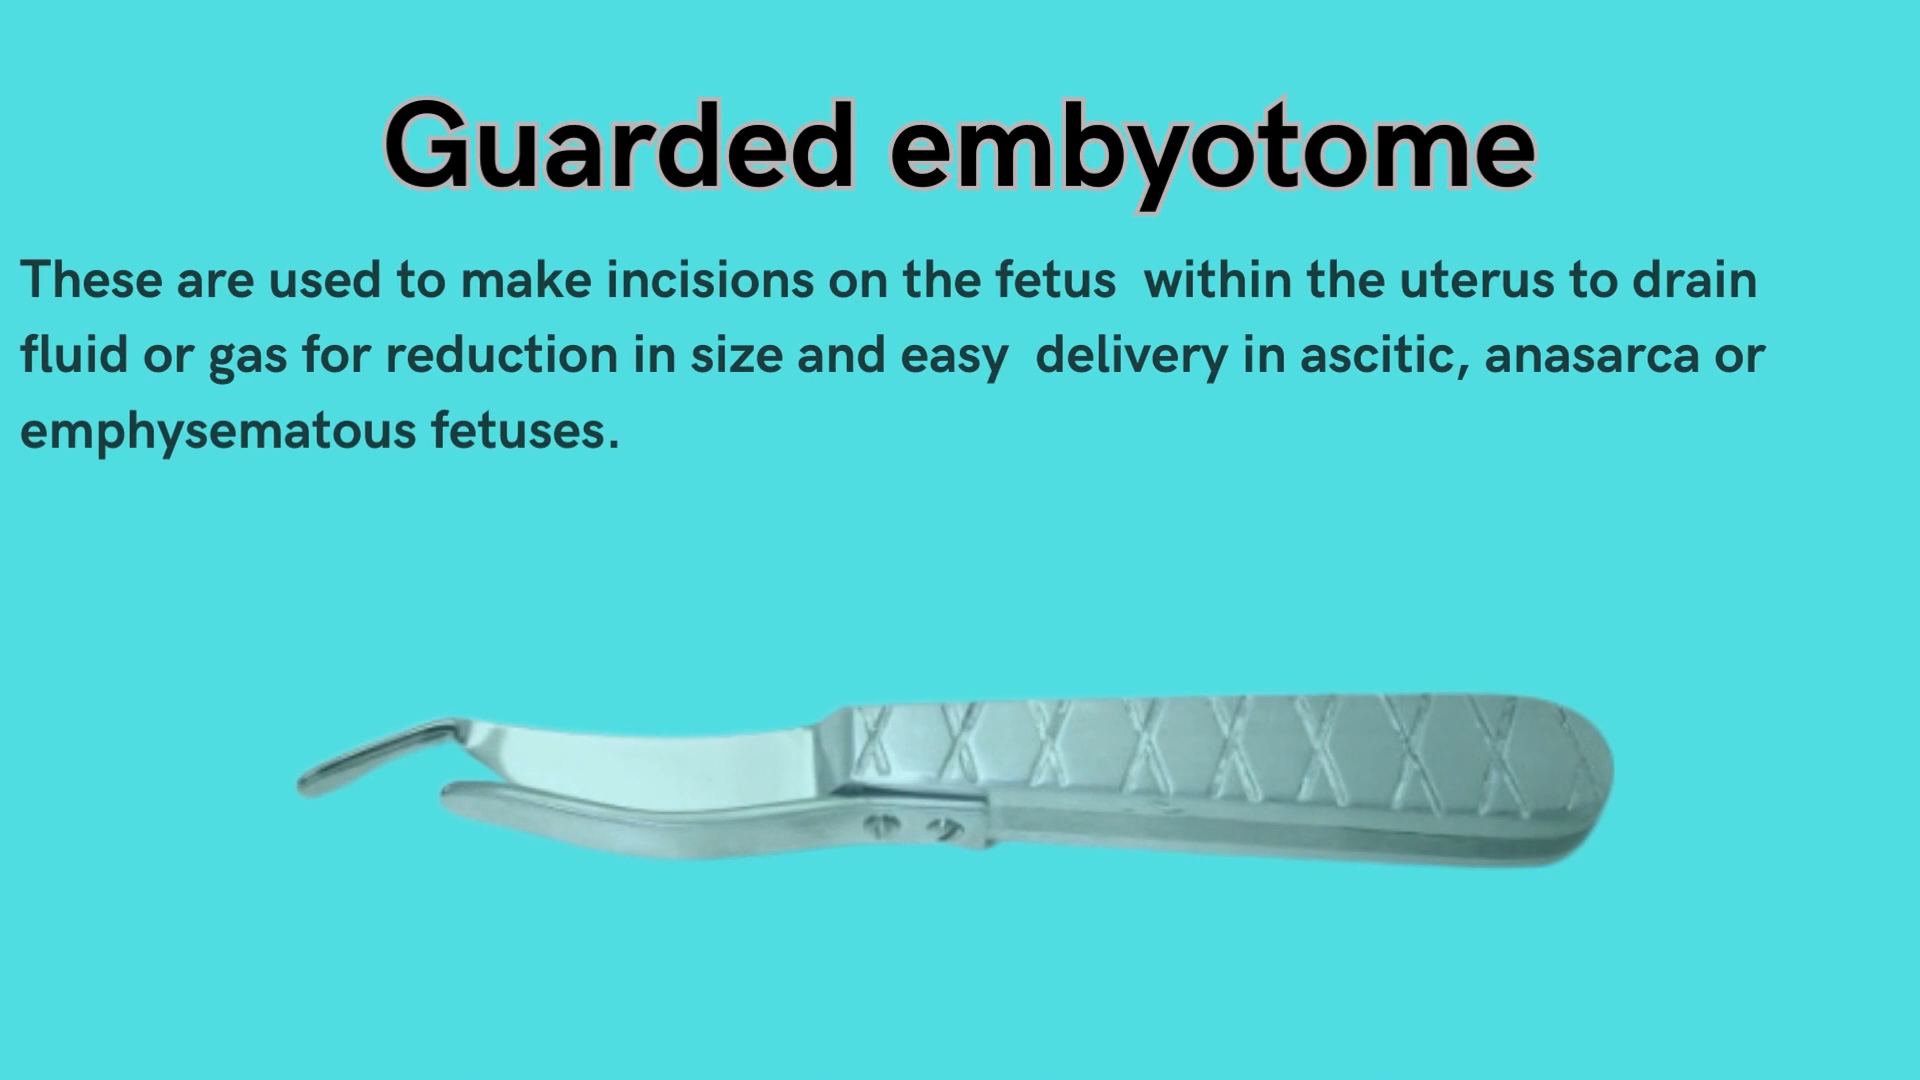 Guarded embyotome
These are used to make incisions on the fetus  within the uterus to drain
fluid or gas for reduction in size and easy  delivery in ascitic, anasarca or
emphysematous fetuses.